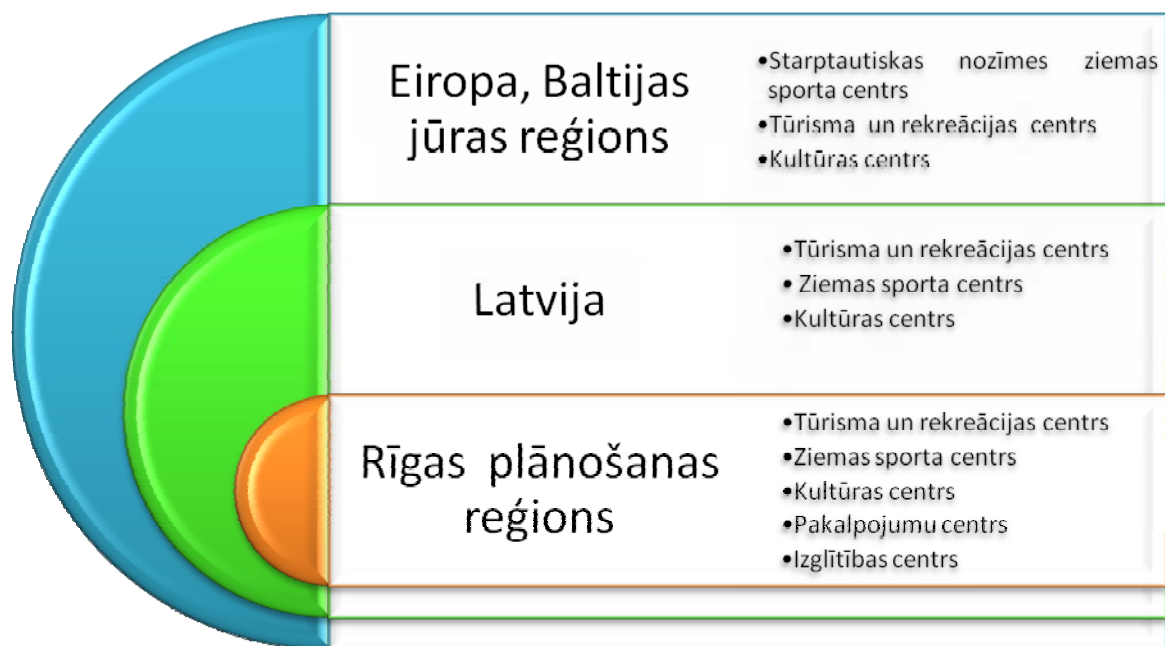 Eiropa, Baltijas
jūras reģions
•Starptautiskas nozīmes ziemas
sporta centrs
•Tūrisma un rekreācijas centrs
•Kultūras centrs
Latvija
•Tūrisma un rekreācijas centrs
• Ziemas sporta centrs
•Kultūras centrs
Rīgas plānošanas
reģions
•Tūrisma un rekreācijas centrs
•Ziemas sporta centrs
•Kultūras centrs
•Pakalpojumu centrs
•Izglītības centrs